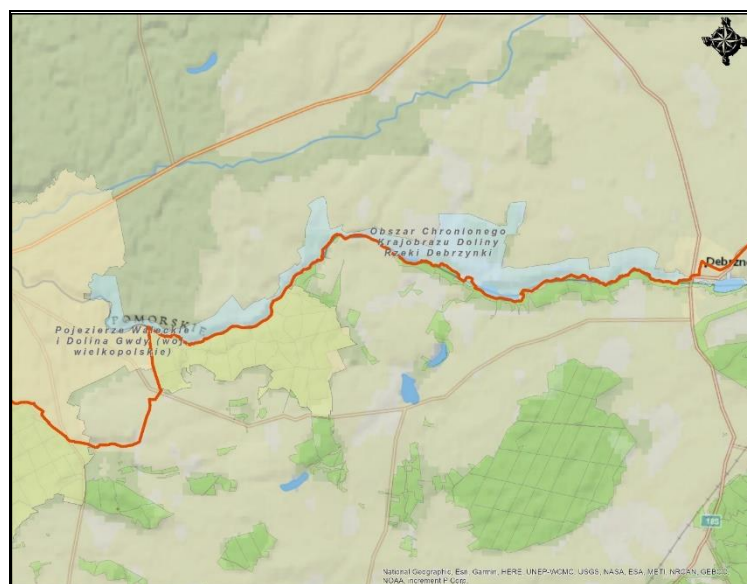 Obszar Chronionego
Krajobrazu Doliny
Rzeki Debrzynki
Debrzno
POMORSKIE
Pojezierze Wałeckie
i Dolina Gwdy (woj.
wielkopolskie)
National Geographic, Esri, Garmin, HERE, UNEP-WCMC, USGS, NASA, ESA, METI, NRCAN, GEBCO,
NOAA, increment P Corp.